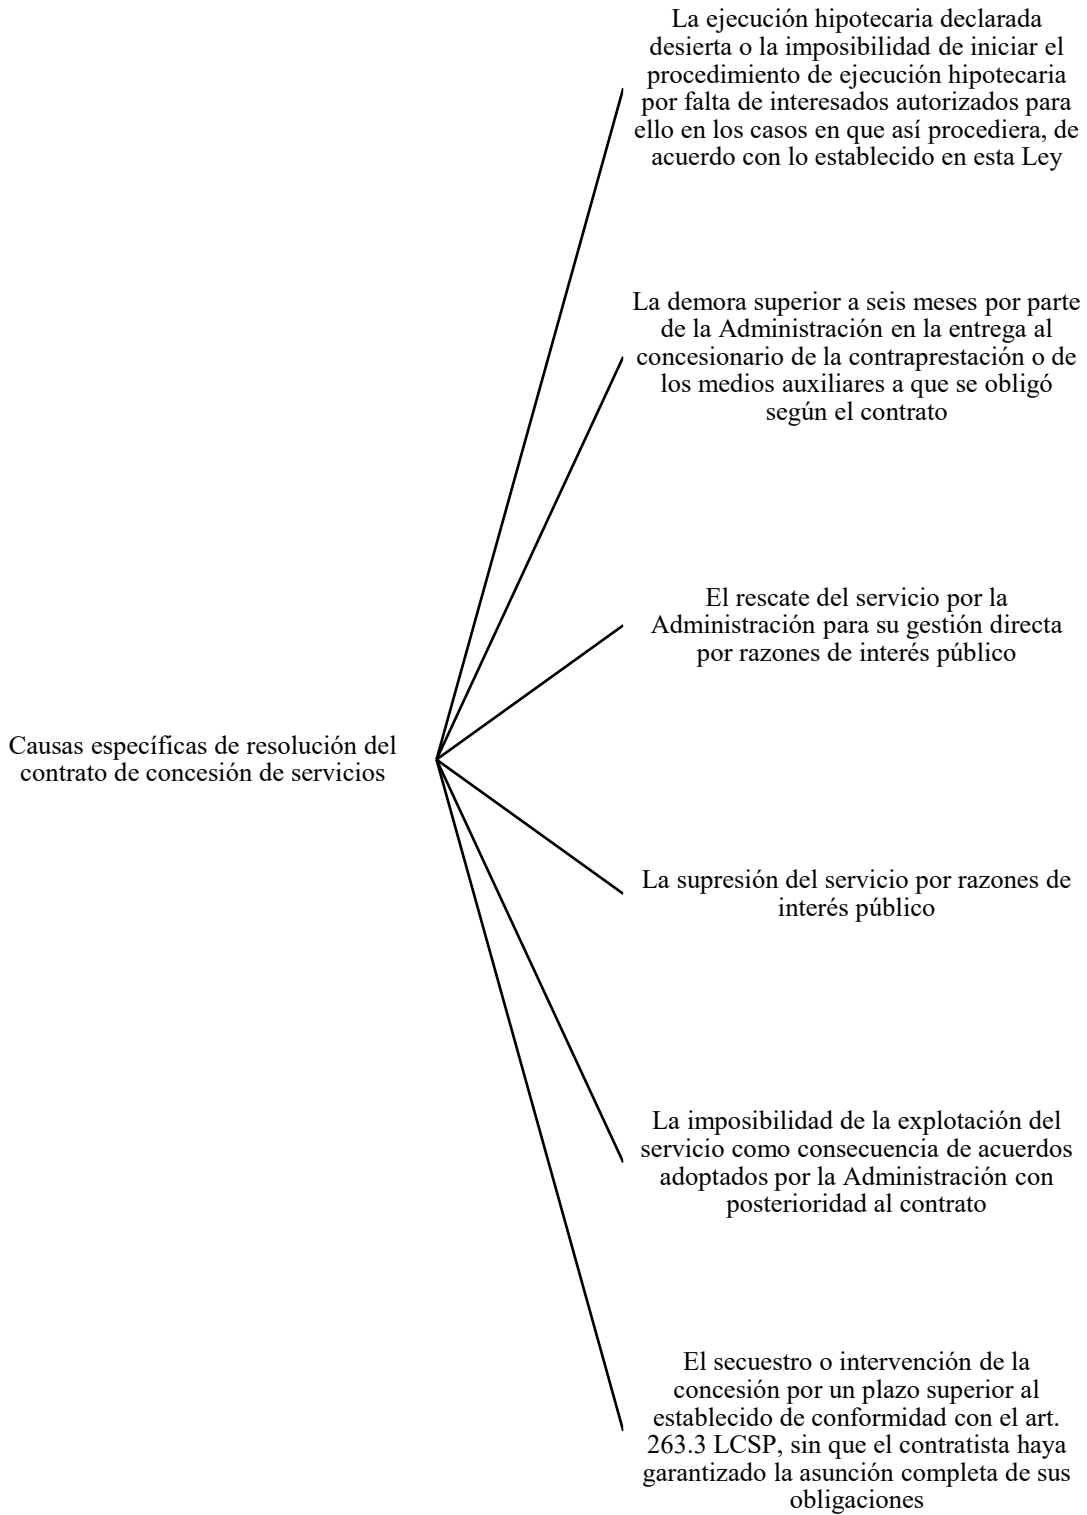 La ejecución hipotecaria declarada
desierta o la imposibilidad de iniciar el
procedimiento de ejecución hipotecaria
por falta de interesados autorizados para
ello en los casos en que así procediera, de
acuerdo con lo establecido en esta Ley
La demora superior a seis meses por parte
de la Administración en la entrega al
concesionario de la contraprestación o de
los medios auxiliares a que se obligó
según el contrato
El rescate del servicio por la
Administración para su gestión directa
por razones de interés público
Causas específicas de resolución del
contrato de concesión de servicios
La supresión del servicio por razones de
interés público
La imposibilidad de la explotación del
servicio como consecuencia de acuerdos
adoptados por la Administración con
posterioridad al contrato
El secuestro o intervención de la
concesión por un plazo superior al
establecido de conformidad con el art.
263.3 LCSP, sin que el contratista haya
garantizado la asunción completa de sus
obligaciones